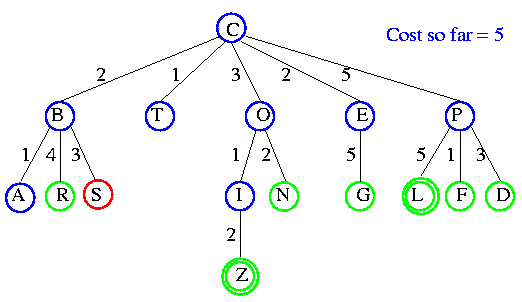 C
Cost so far = 5
2 1 3 2 5
B T O E P
1 4 3 1 2 5 5 1 3
A R S I N G L F D
2
Z